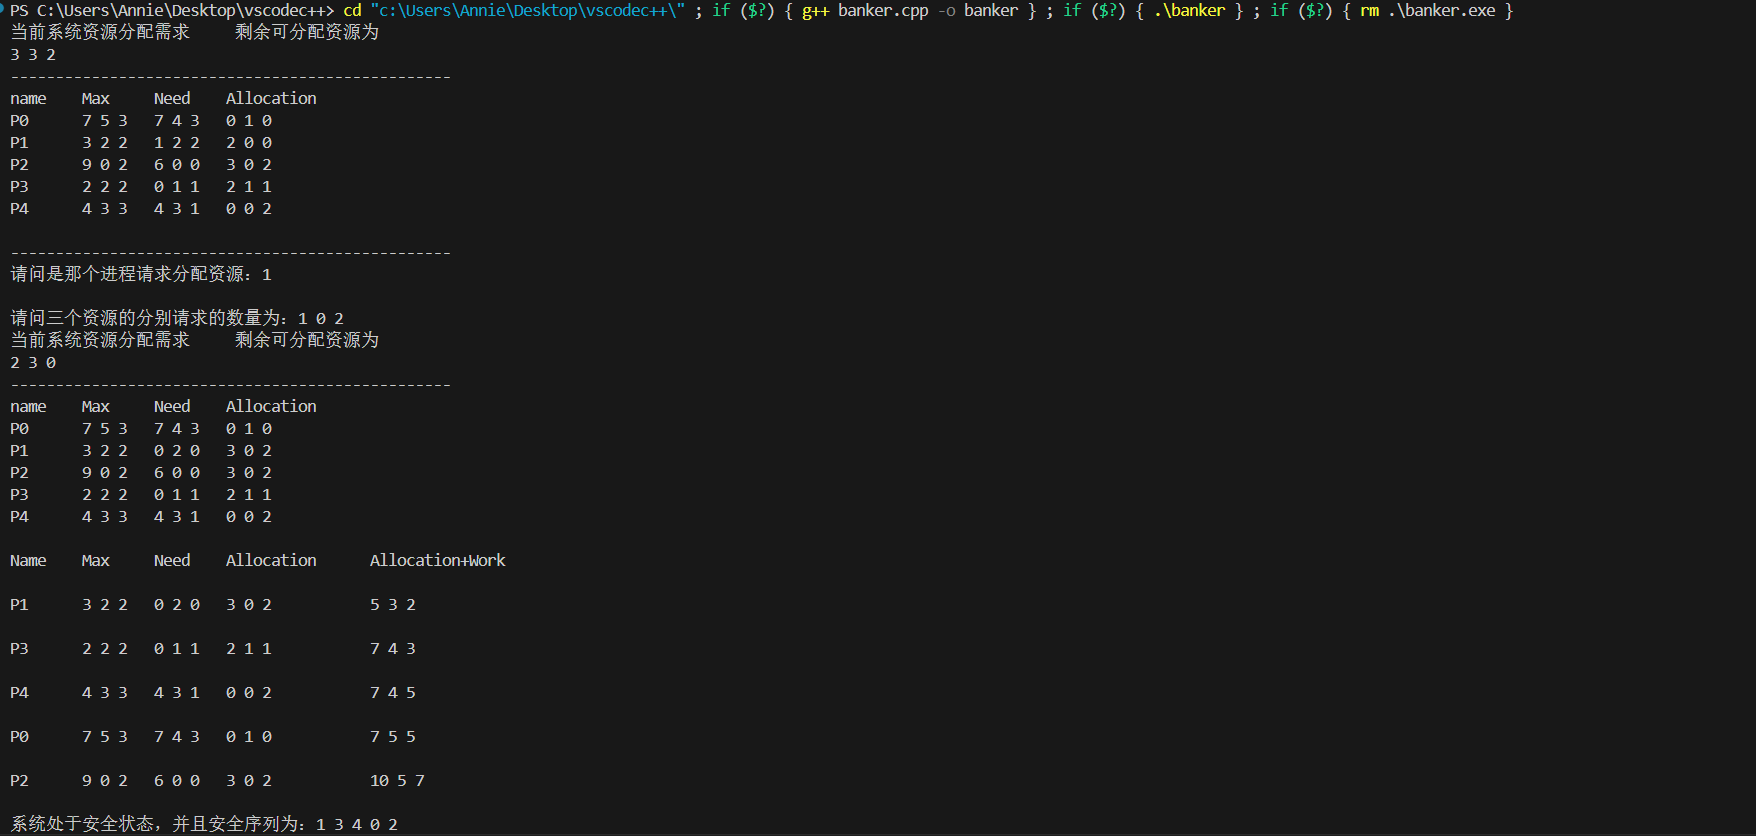 PS C:\Users\Annie\Desktop\vscodec++> cd "c:\Users\Annie\Desktop\vscodec++\" ; if ($?) { g++ banker.cpp -o banker } ; if ($?) { .\banker } ; if ($?) { rm .\banker.exe }
当前系统资源分配需求     剩余可分配资源为
3 3 2
-------------------------------------------------
name    Max     Need    Allocation
P0      7 5 3   7 4 3   0 1 0
P1      3 2 2   1 2 2   2 0 0
P2      9 0 2   6 0 0   3 0 2
P3      2 2 2   0 1 1   2 1 1
P4      4 3 3   4 3 1   0 0 2
-------------------------------------------------
请问是那个进程请求分配资源：1
请问三个资源的分别请求的数量为：1 0 2
当前系统资源分配需求     剩余可分配资源为
2 3 0
-------------------------------------------------
name    Max     Need    Allocation
P0      7 5 3   7 4 3   0 1 0
P1      3 2 2   0 2 0   3 0 2
P2      9 0 2   6 0 0   3 0 2
P3      2 2 2   0 1 1   2 1 1
P4      4 3 3   4 3 1   0 0 2
Name    Max     Need    Allocation      Allocation+Work
P1      3 2 2   0 2 0   3 0 2           5 3 2
P3      2 2 2   0 1 1   2 1 1           7 4 3
P4      4 3 3   4 3 1   0 0 2           7 4 5
P0      7 5 3   7 4 3   0 1 0           7 5 5
P2      9 0 2   6 0 0   3 0 2           10 5 7
系统处于安全状态，并且安全序列为：1 3 4 0 2